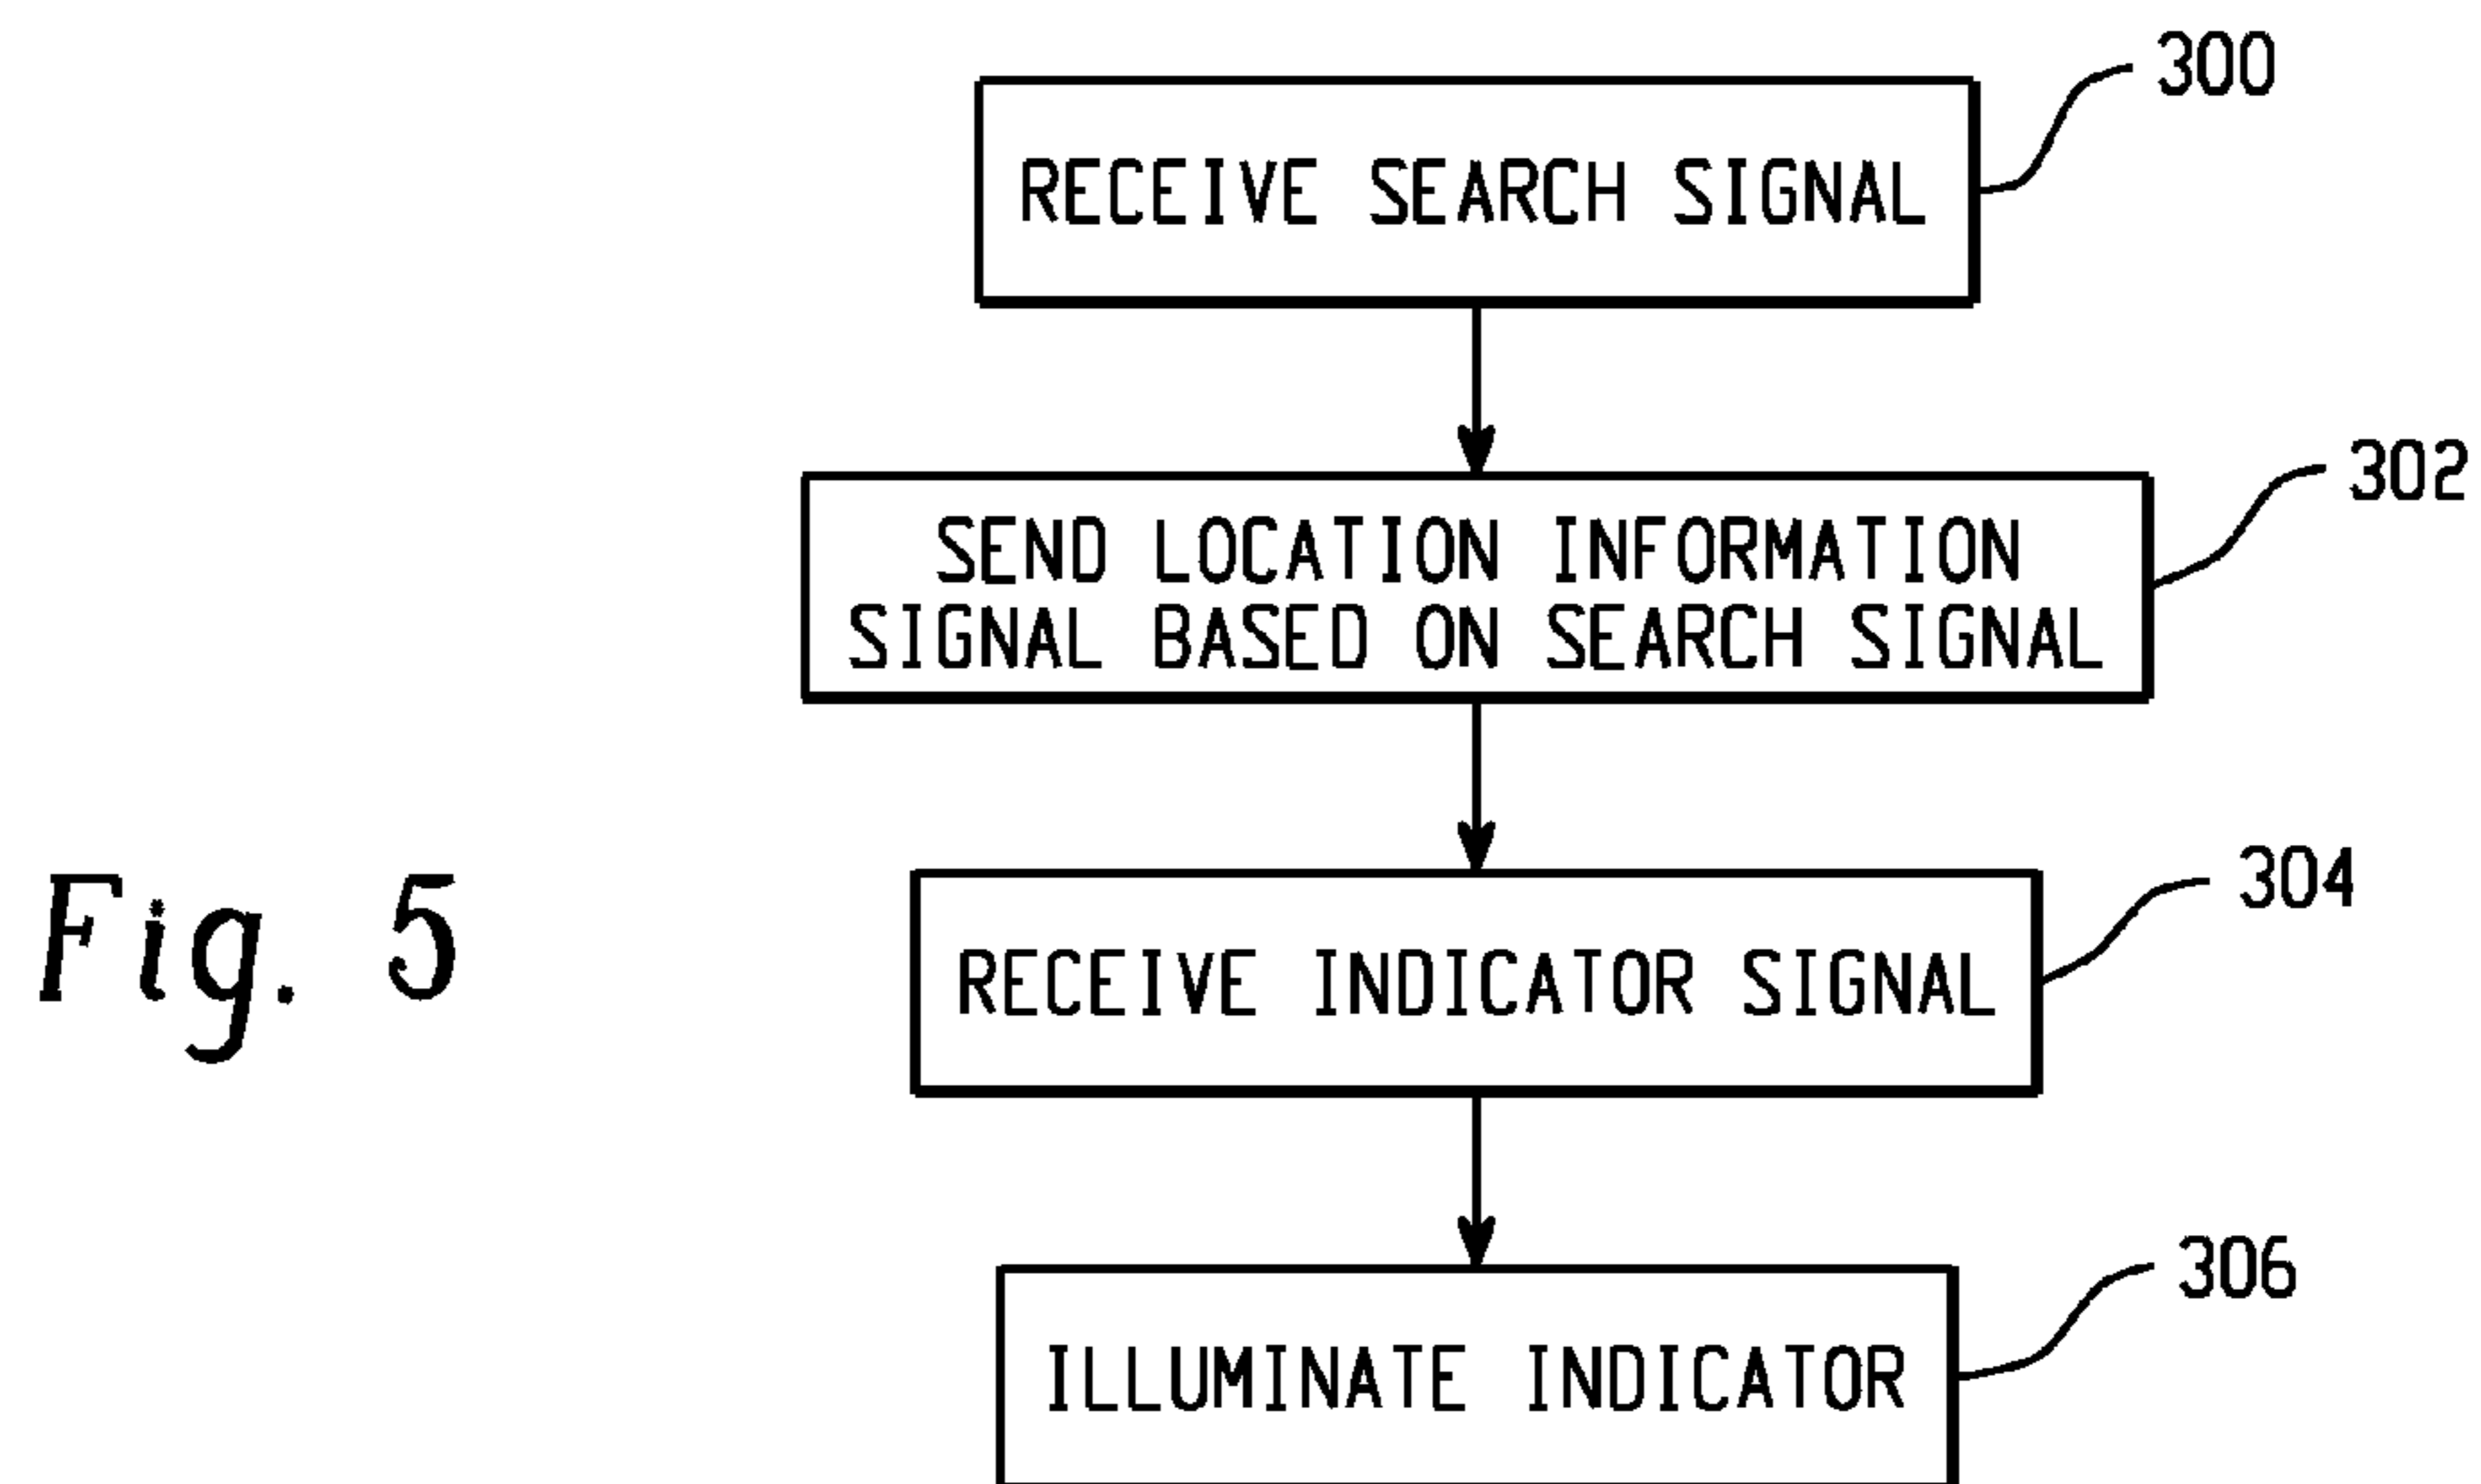 300
RECEIVE SEARCH SIGNAL
302
SEND LOCATION INFORMATION
SIGNAL BASED ON SEARCH SIGNAL
304
RECEIVE INDICATOR SIGNAL
Fig. 5
306
ILLUMINATE INDICATOR